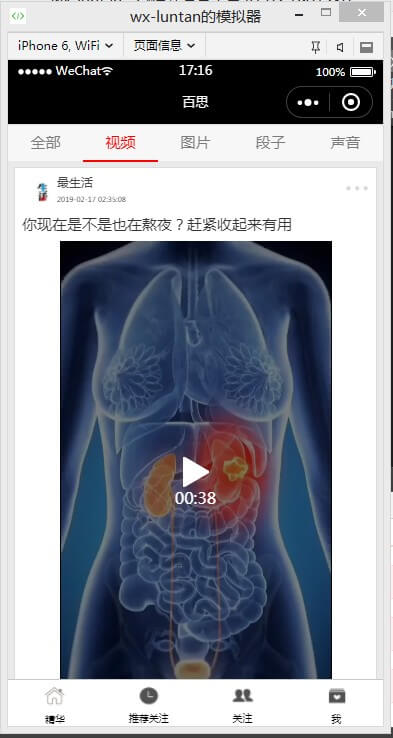 wx-luntan的模拟器
iPhone 6, WiFi 页面信息
WeChat 17:16 100%
百思
全部 视频 图片 段子 声音
最生活
2019-02-17 02:35:08
你现在是不是也在熬夜？赶紧收起来有用
00:38
精华 推荐关注 关注 我